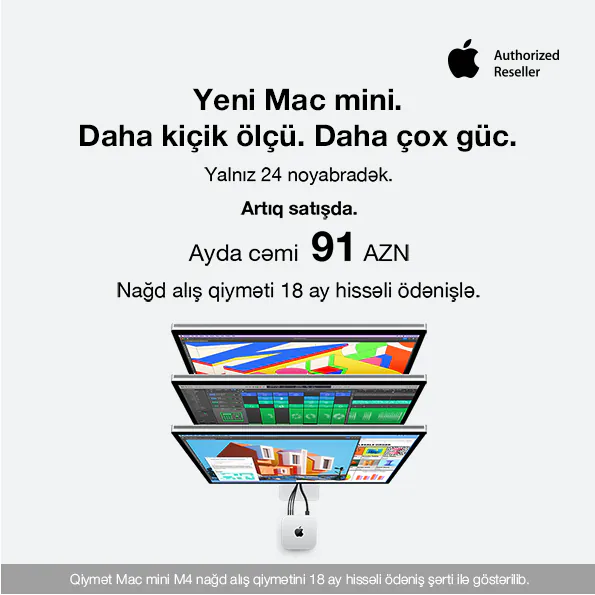 Authorized
Reseller
Yeni Mac mini.
Daha kiçik ölçü. Daha çox güc.
Yalnız 24 noyabradək.
Artıq satışda.
Ayda cəmi 91 AZN
Nağd alış qiyməti 18 ay hissəli ödənişlə.
Qiymət Mac mini M4 nağd alış qiymətini 18 ay hissəli ödəniş şərti ilə göstərilib.